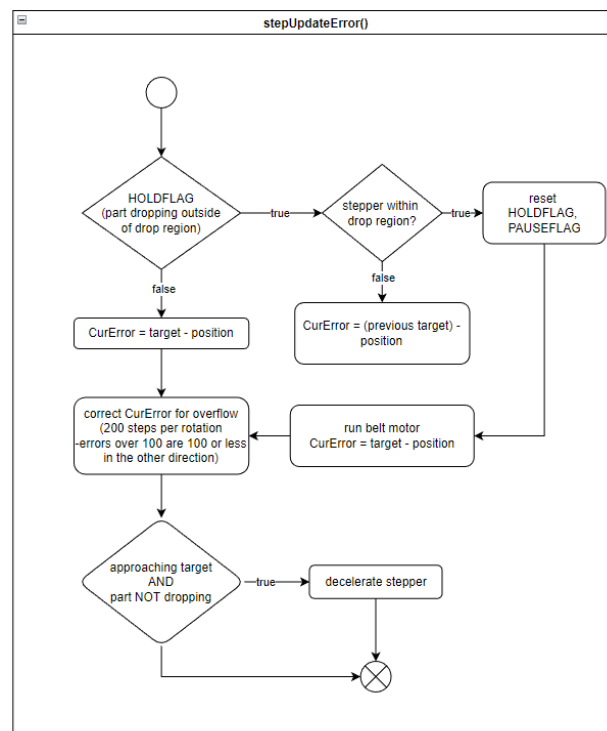 stepUpdateError()
HOLDFLAG
(part dropping outside
of drop region)
true
stepper within
drop region?
true
reset
HOLDFLAG,
PAUSEFLAG
false
false
CurError = target - position
CurError = (previous target) -
position
correct CurError for overflow
(200 steps per rotation
-errors over 100 are 100 or less
in the other direction)
run belt motor
CurError = target - position
approaching target
AND
part NOT dropping
true
decelerate stepper